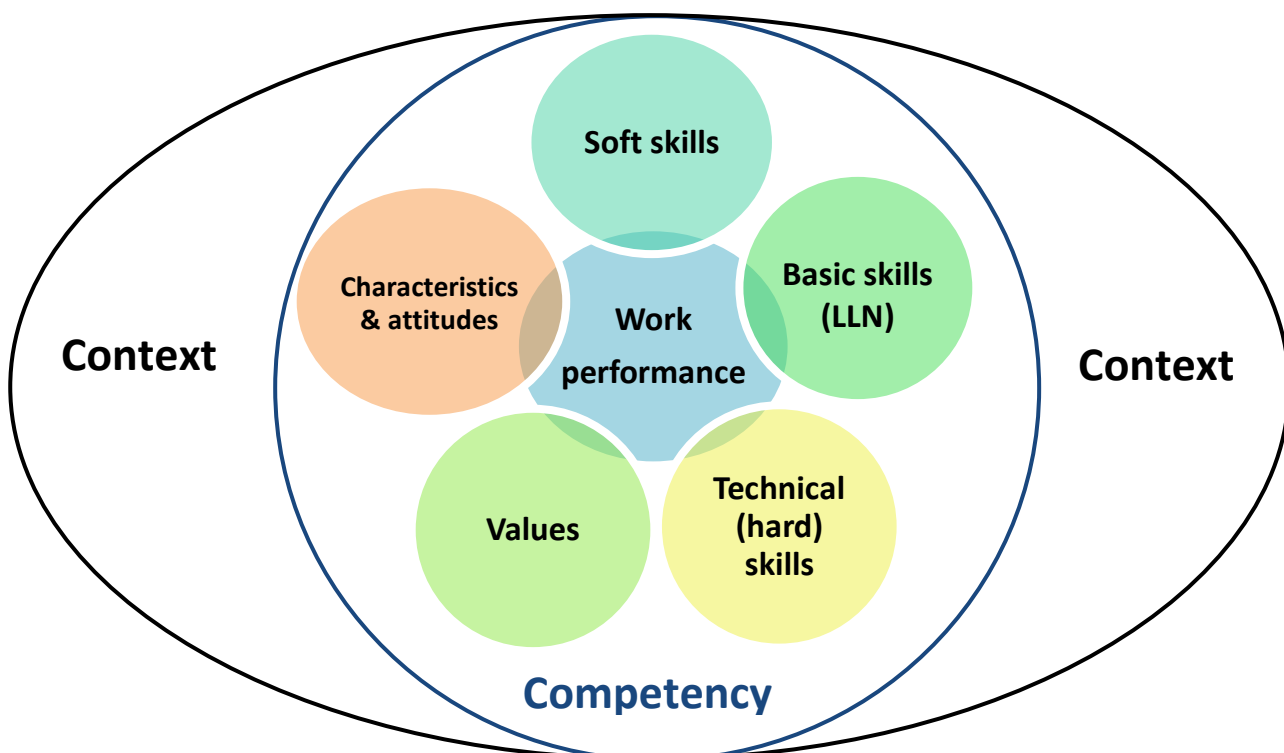 Soft skills
Characteristics
& attitudes
Basic skills
(LLN)
Work
performance
Context
Context
Values
Technical
(hard)
skills
Competency